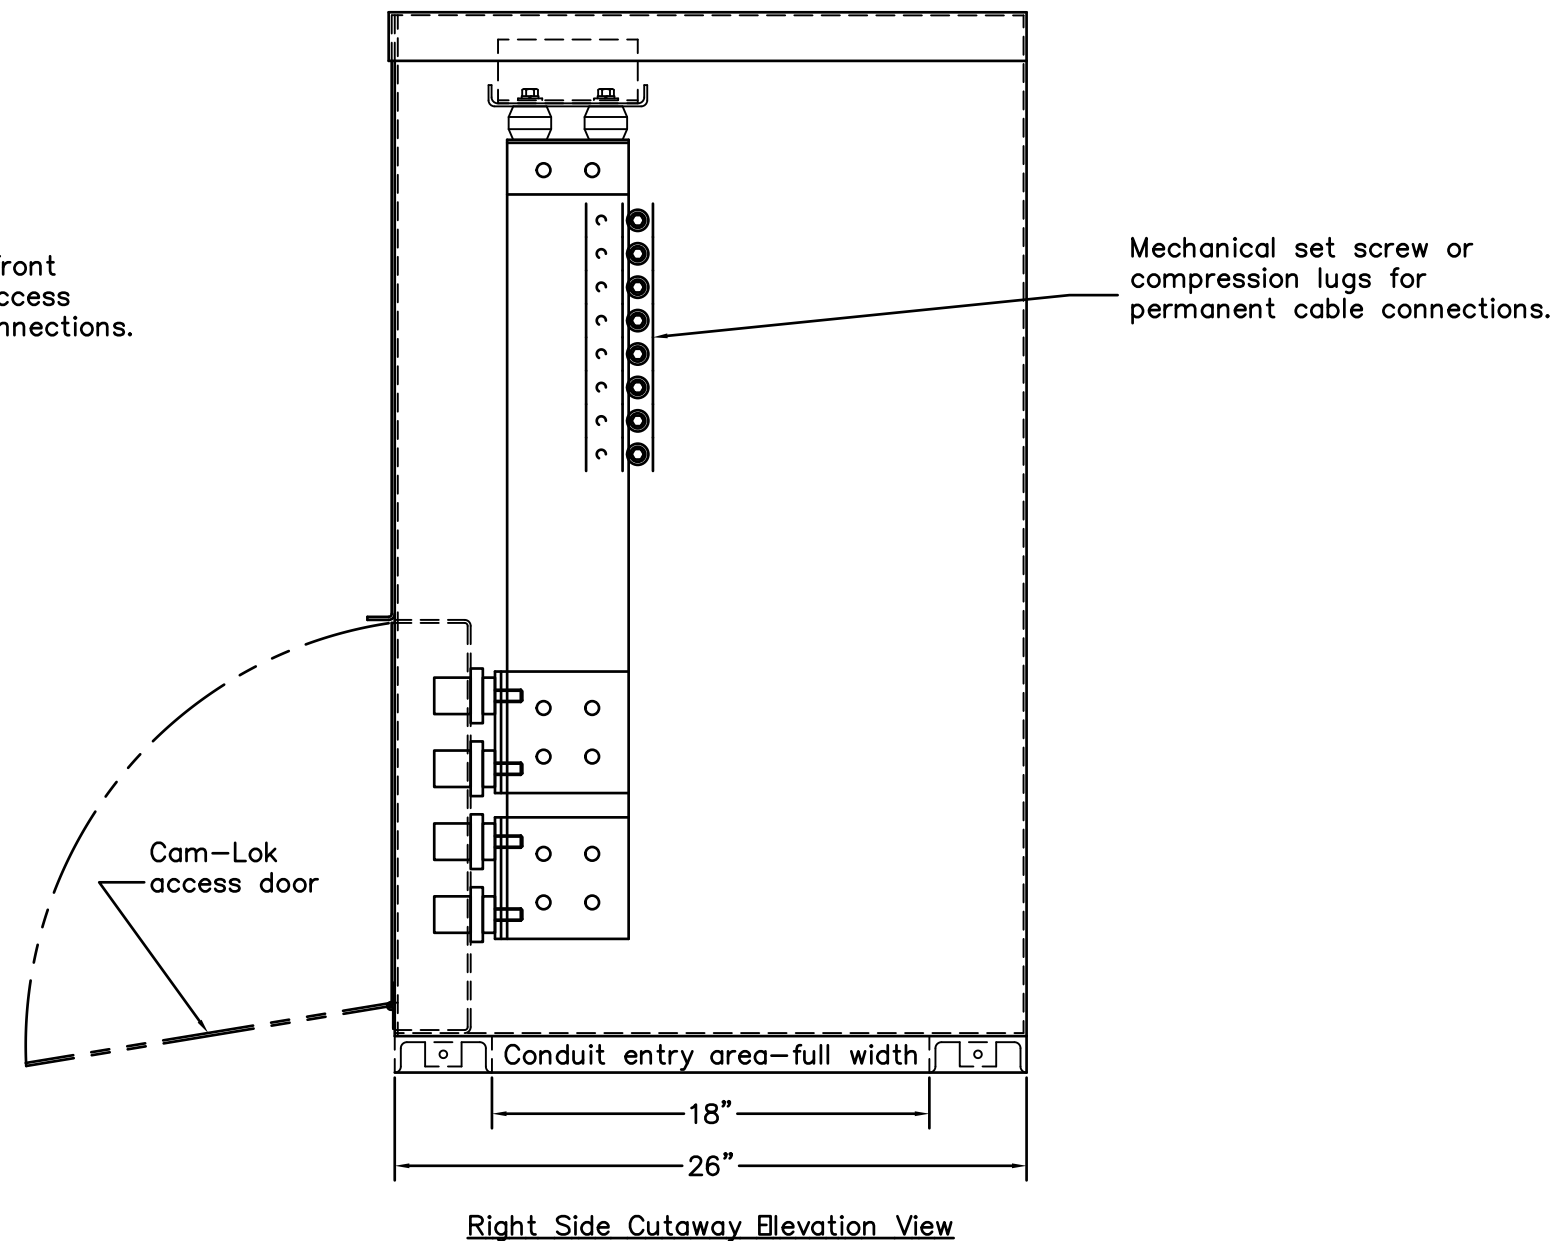 ront
ccess
nnections.
Mechanical set screw or
compression lugs for
permanent cable connections.
Cam-Lok
access door
Conduit entry area-full width
18"
26"
Right Side Cutaway Elevation View